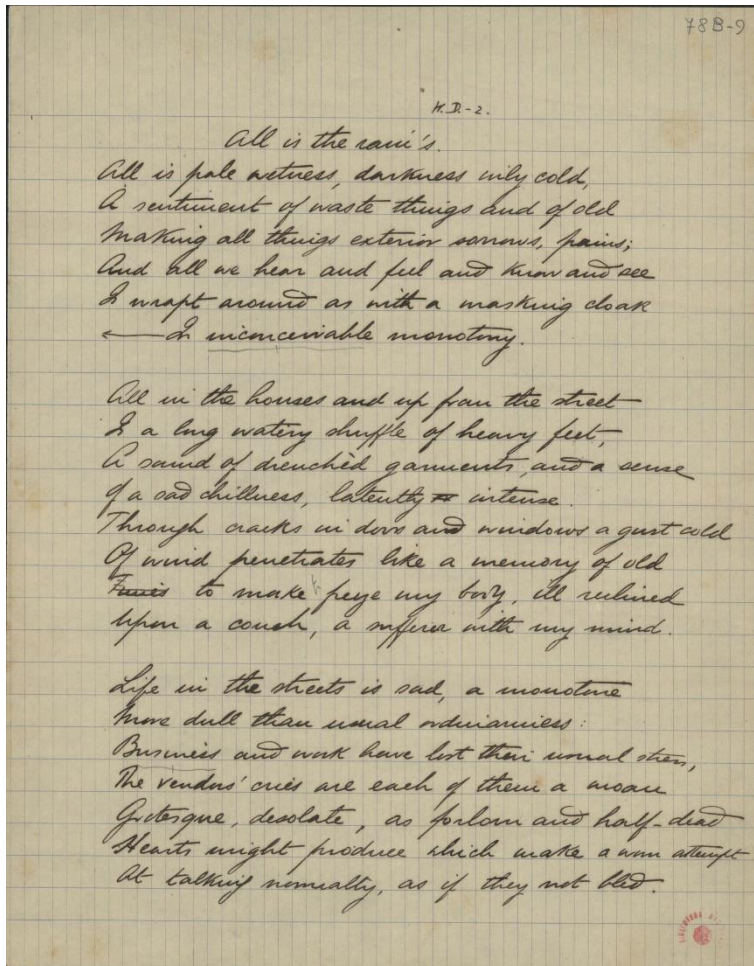 78B-9
W.D.-2.
All is the rain's.
All is pale wetness, darkness wily cold,
A sentiment of waste things and of old
Making all things exterior sorrows, pains;
And all we hear and feel and know and see
Is wrapt around as with a masking cloak
In inconceivable monotony.
All in the houses and up from the street
Is a long watery shuffle of heavy feet,
A sound of drenchèd garments, and a sense
Of a sad chillness, latently intense.
Through cracks in doors and windows a gust cold
Of wind penetrates like a memory of old
Times to make freeze my body, ill reclined
Upon a couch, a sufferer with my mind.
Life in the streets is sad, a monotone
More dull than usual ordinariness:
Business and work have lost their usual stress,
The vendors' cries are each of them a moan
Grotesque, desolate, as forlorn and half-dead
Hearts might produce which make a worn attempt
At talking normally, as if they not bled.